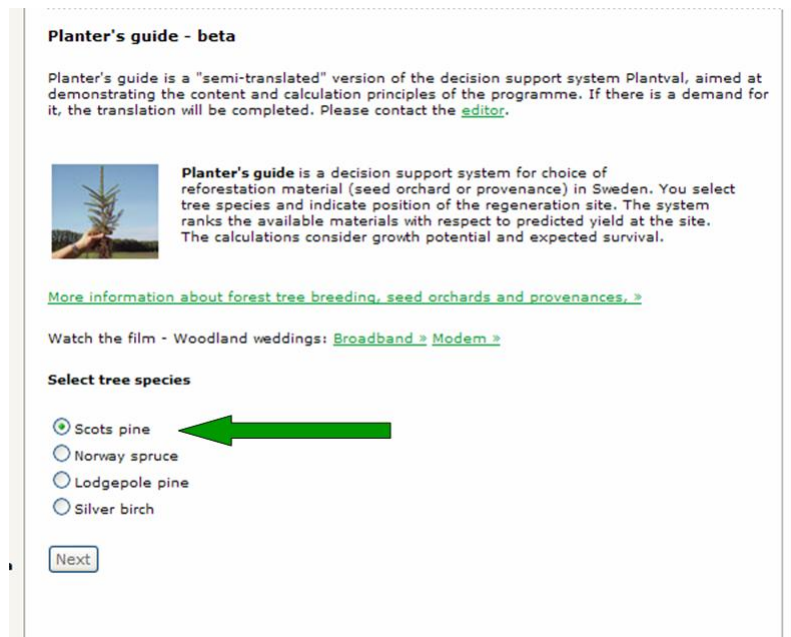 Planter's guide - beta
Planter's guide is a "semi-translated" version of the decision support system Plantval, aimed at
demonstrating the content and calculation principles of the programme. If there is a demand for
it, the translation will be completed. Please contact the editor.
Planter's guide is a decision support system for choice of
reforestation material (seed orchard or provenance) in Sweden. You select
tree species and indicate position of the regeneration site. The system
ranks the available materials with respect to predicted yield at the site.
The calculations consider growth potential and expected survival.
More information about forest tree breeding, seed orchards and provenances, »
Watch the film - Woodland weddings: Broadband » Modem »
Select tree species
Scots pine
Norway spruce
Lodgepole pine
Silver birch
Next